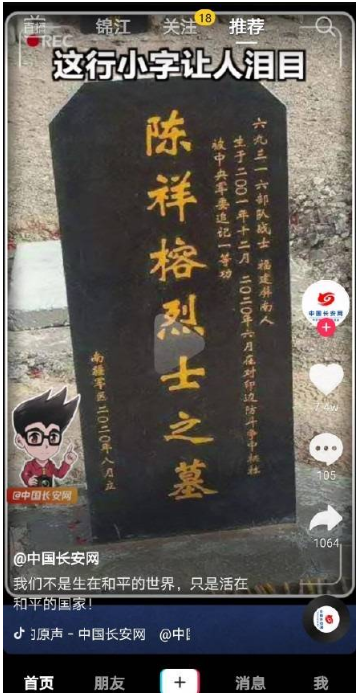 直播
锦江
关注
18
推荐
REC
这行小字让人泪目
六九三一六部队战士 福建屏南人
生于二〇〇一年十二月 二〇二〇年六月在对印边防斗争中牺牲
被中央军委追记一等功
陈祥榕烈士之墓
南疆军区二〇二〇年八月立
中国长安网
@中国长安网
105
1064
@中国长安网
我们不是生在和平的世界，只是活在
和平的国家！
原声 - 中国长安网 @中国
首页
朋友
消息
我